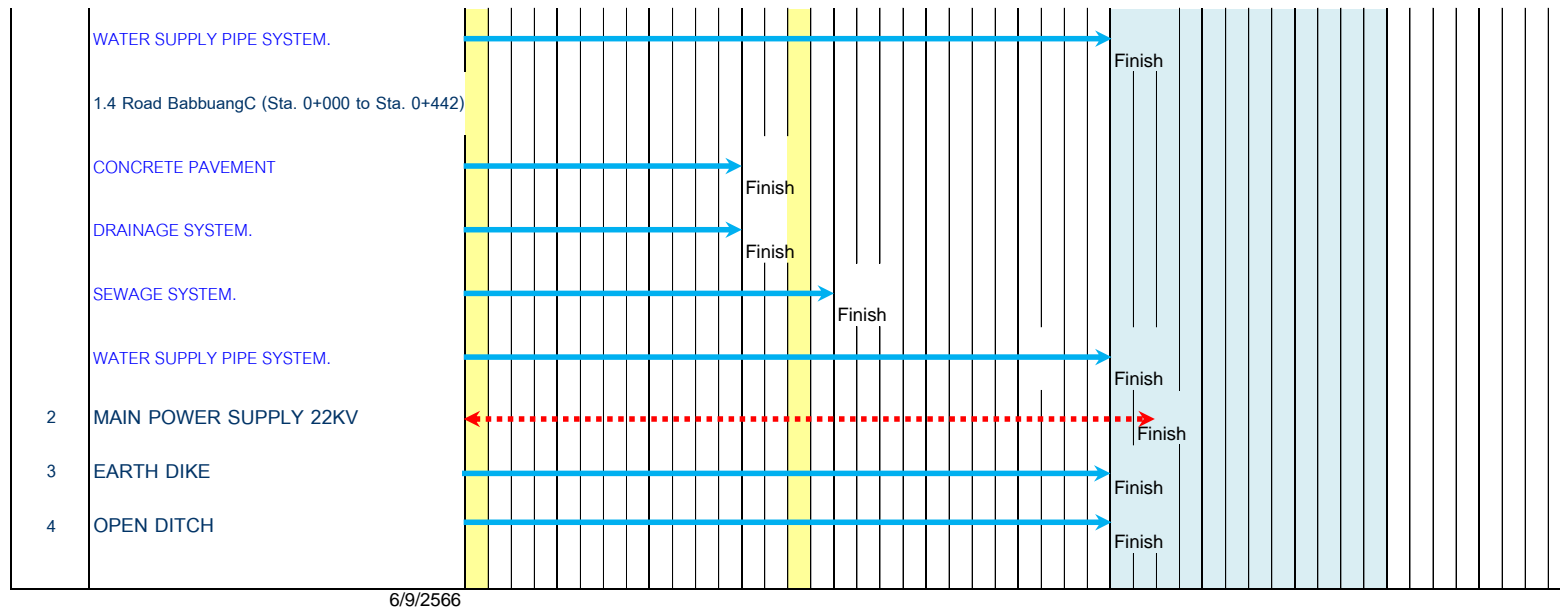 WATER SUPPLY PIPE SYSTEM.
Finish
1.4 Road BabbuangC (Sta. 0+000 to Sta. 0+442)
CONCRETE PAVEMENT
Finish
DRAINAGE SYSTEM.
Finish
SEWAGE SYSTEM.
Finish
WATER SUPPLY PIPE SYSTEM.
Finish
2 MAIN POWER SUPPLY 22KV
Finish
3 EARTH DIKE
Finish
4 OPEN DITCH
Finish
6/9/2566